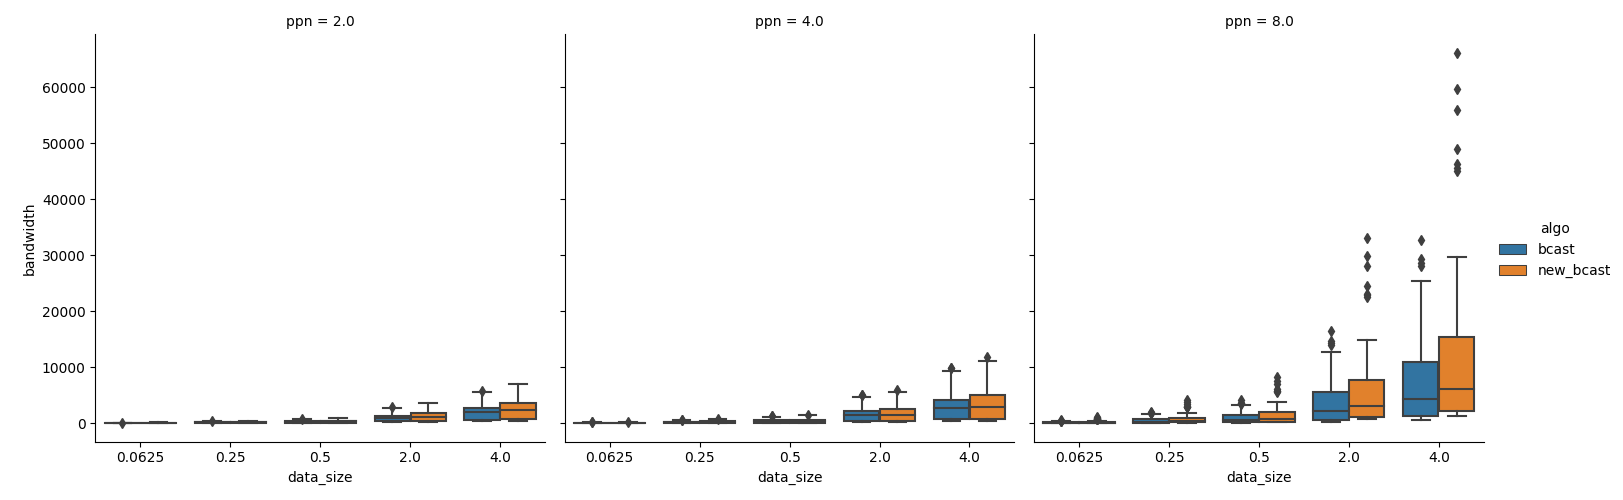 ppn = 2.0
ppn = 4.0
ppn = 8.0
bandwidth
60000
50000
40000
30000
20000
10000
0
0.0625 0.25 0.5 2.0 4.0
data_size
0.0625 0.25 0.5 2.0 4.0
data_size
0.0625 0.25 0.5 2.0 4.0
data_size
algo
bcast
new_bcast